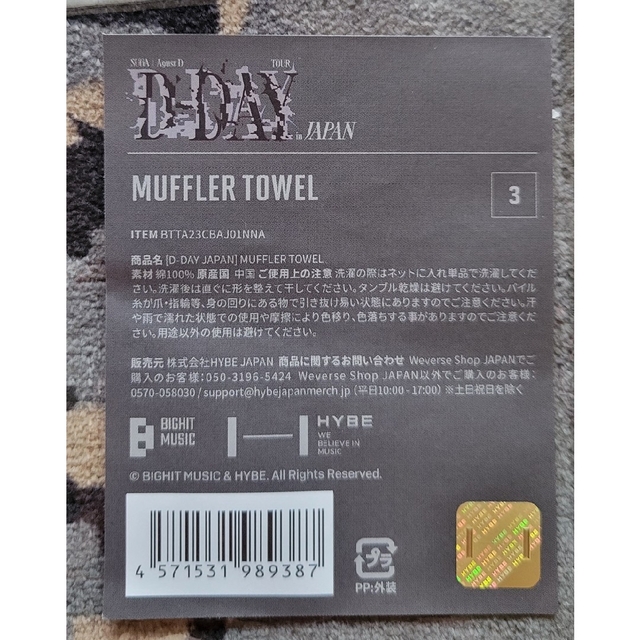 SUGA | Agust D TOUR
D-DAY
in JAPAN
MUFFLER TOWEL
3
ITEM BTTA23CBAJ01NNA
商品名 [D-DAY JAPAN] MUFFLER TOWEL
素材 綿100% 原産国 中国 ご使用上の注意 洗濯の際はネットに入れ単品で洗濯してくだ
さい。洗濯後は直ぐに形を整えて干してください。タンブル乾燥は避けてください。パイル
糸が爪・指輪等、身の回りにある物で引き抜け易い状態にありますのでご注意ください。汗
や雨で濡れた状態での使用や摩擦により色移り、色落ちする事がありますのでご注意くださ
い。用途以外の使用は避けてください。
販売元 株式会社HYBE JAPAN 商品に関するお問い合わせ Weverse Shop JAPANでご
購入のお客様：050-3196-5424 Weverse Shop JAPAN以外でご購入のお客様：
0570-058030 / support@hybejapanmerch.jp (平日10:00 - 17:00) ※土日祝日を除く
BIGHIT
MUSIC
HYBE
WE
BELIEVE IN
MUSIC
© BIGHIT MUSIC & HYBE. All Rights Reserved.
4 571531 989387
プラ
PP:外装
HYBE